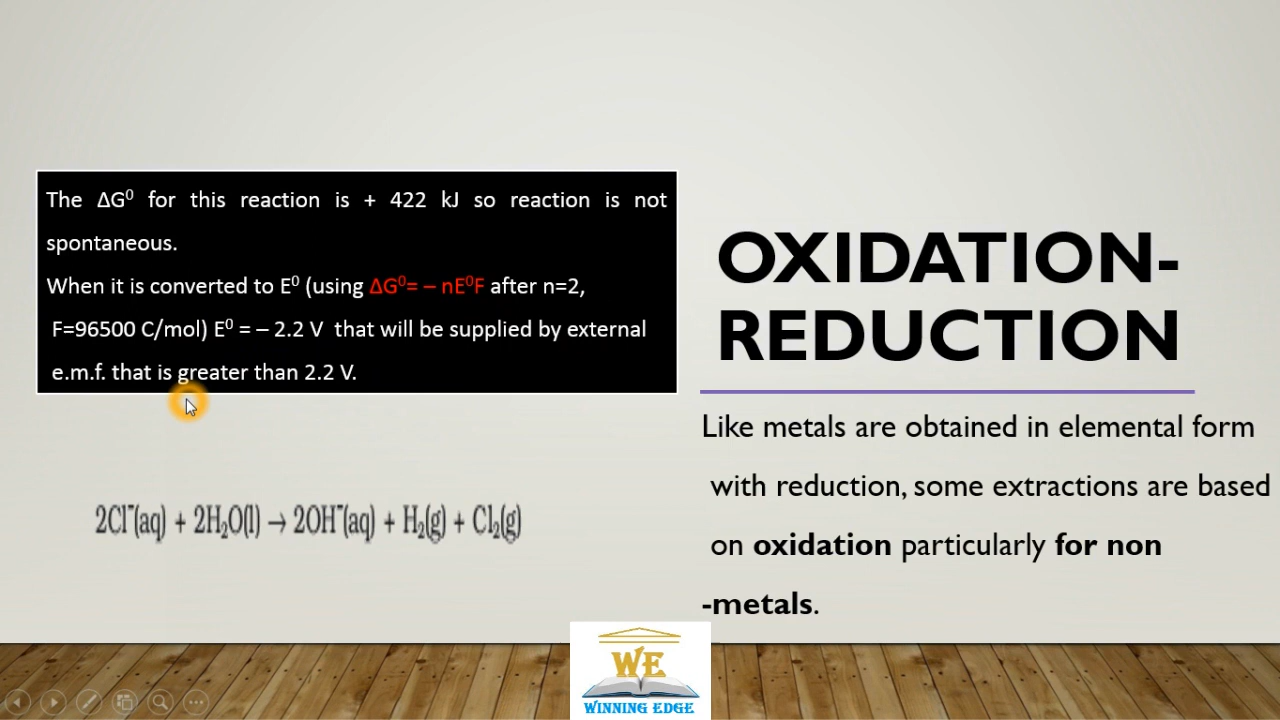 The ΔG⁰ for this reaction is + 422 kJ so reaction is not
spontaneous.
When it is converted to E⁰ (using ΔG⁰= – nE⁰F after n=2,
F=96500 C/mol) E⁰ = – 2.2 V that will be supplied by external
e.m.f. that is greater than 2.2 V.
2Cl⁻(aq) + 2H₂O(l) → 2OH⁻(aq) + H₂(g) + Cl₂(g)
OXIDATION-
REDUCTION
Like metals are obtained in elemental form
with reduction, some extractions are based
on oxidation particularly for non
-metals.
WE
WINNING EDGE